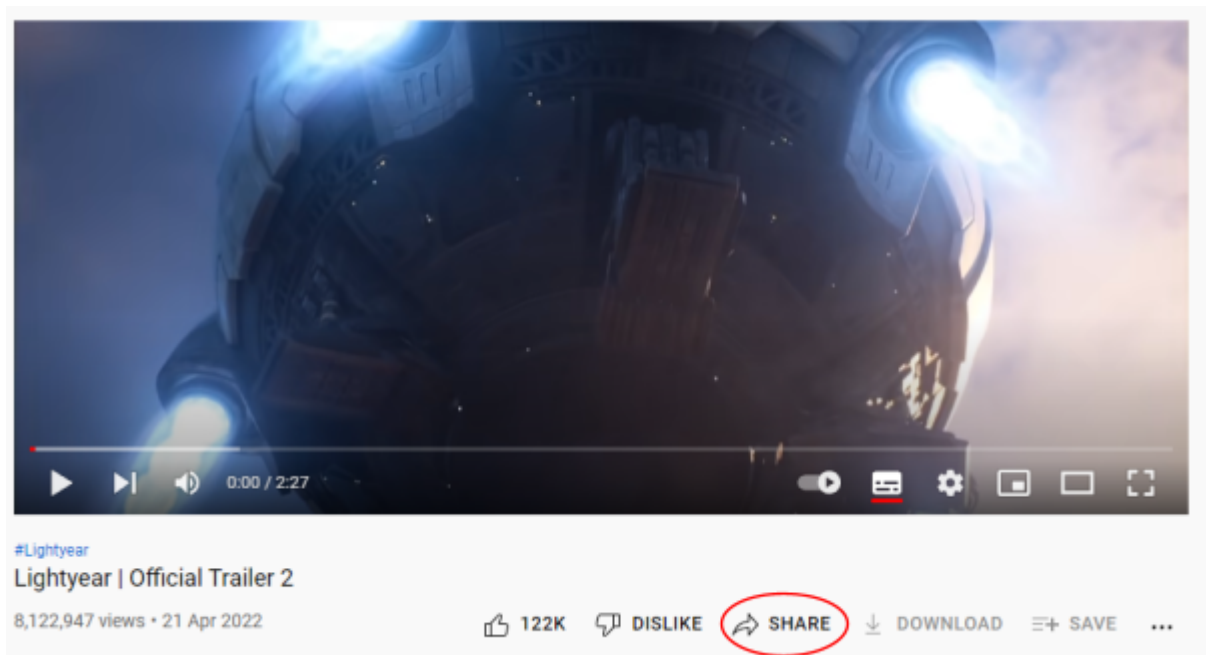 0:00 / 2:27
#Lightyear
Lightyear | Official Trailer 2
8,122,947 views • 21 Apr 2022 122K DISLIKE SHARE DOWNLOAD SAVE ...